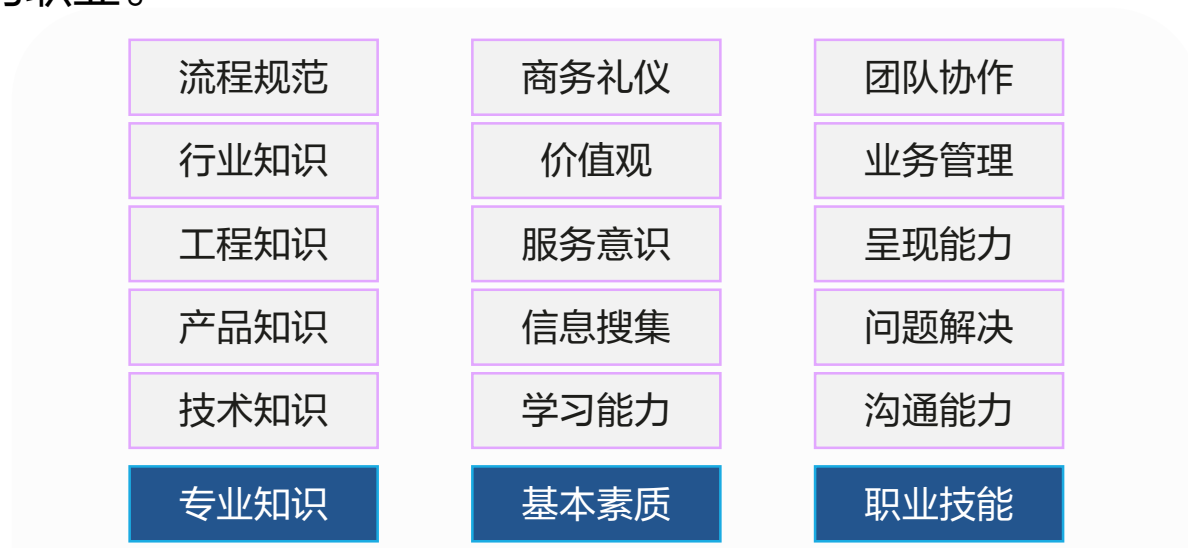 的职业。
流程规范 商务礼仪 团队协作
行业知识 价值观 业务管理
工程知识 服务意识 呈现能力
产品知识 信息搜集 问题解决
技术知识 学习能力 沟通能力
专业知识 基本素质 职业技能